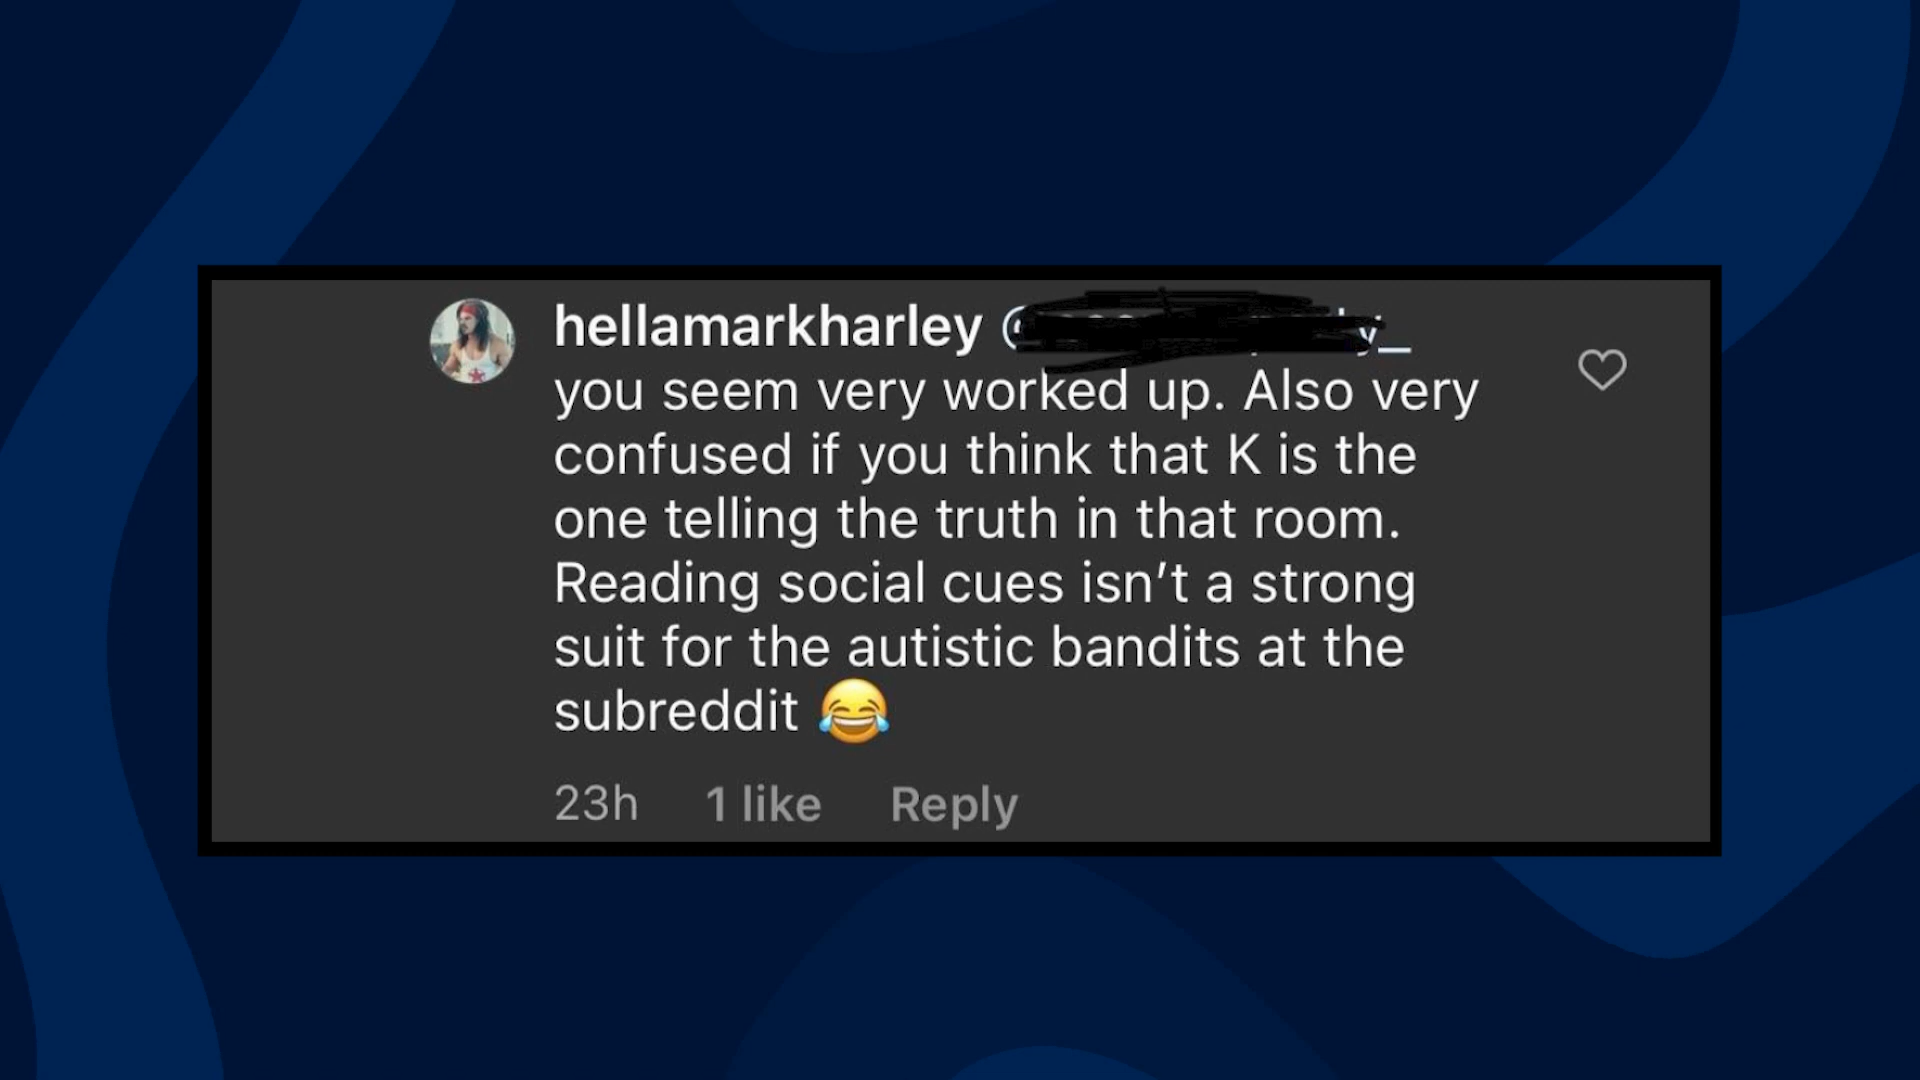 hellamarkharley
you seem very worked up. Also very
confused if you think that K is the
one telling the truth in that room.
Reading social cues isn’t a strong
suit for the autistic bandits at the
subreddit 😂
23h 1 like Reply